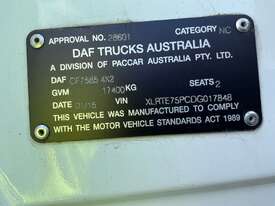 APPROVAL NO. 28601 CATEGORY NC
DAF TRUCKS AUSTRALIA
A DIVISION OF PACCAR AUSTRALIA PTY. LTD.
DAF CF7585 4X2
GVM 17400 KG SEATS 2
DATE 01/15 VIN XLRTE75PCDG017848
THIS VEHICLE WAS MANUFACTURED TO COMPLY
WITH THE MOTOR VEHICLE STANDARDS ACT 1989